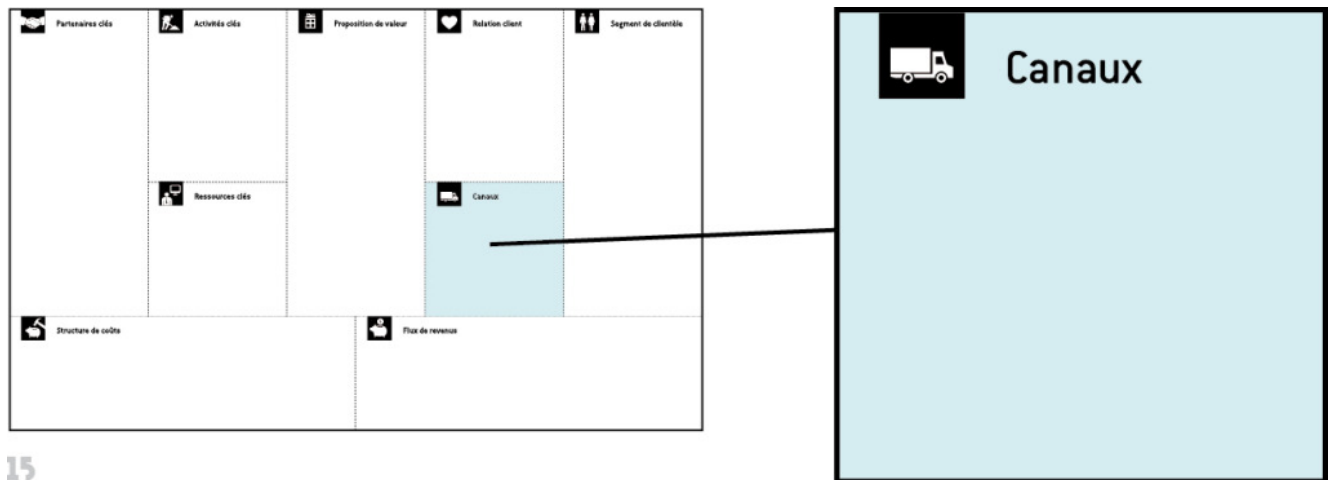 Partenaires clés
Activités clés
Proposition de valeur
Relation client
Segment de clientèle
Ressources clés
Canaux
Structure de coûts
Flux de revenus
Canaux
15